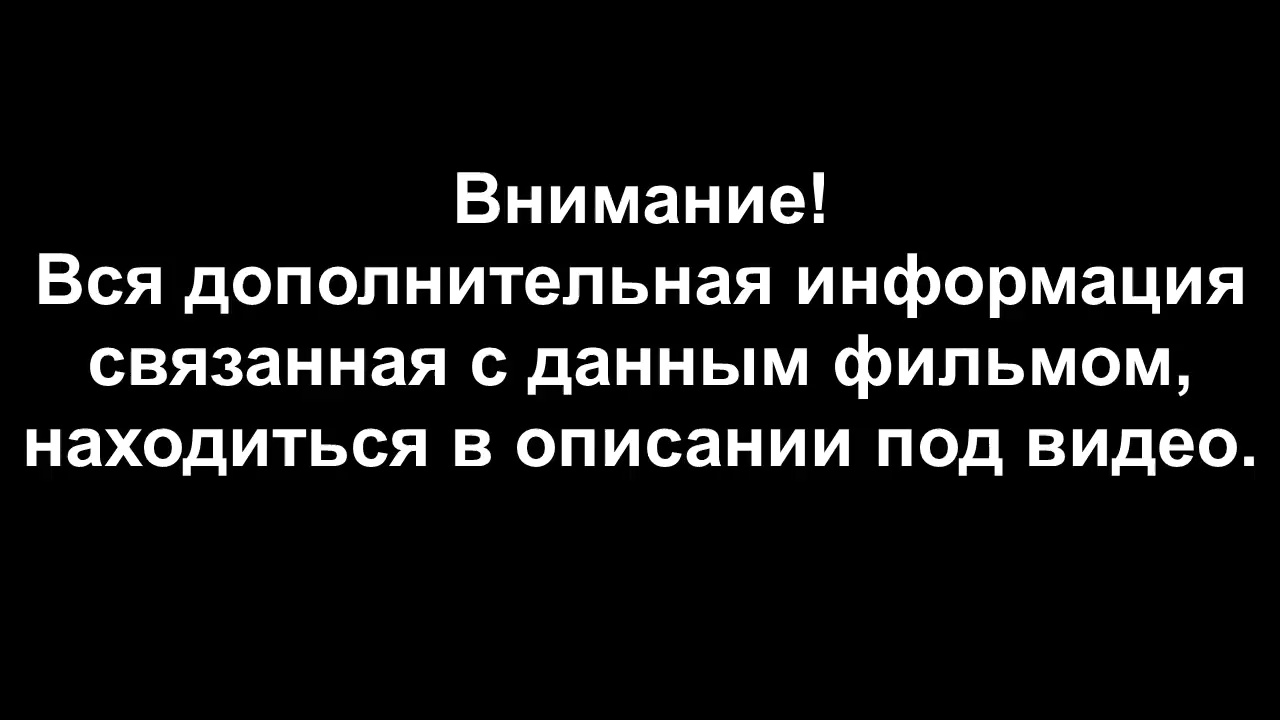 Внимание!
Вся дополнительная информация
связанная с данным фильмом,
находиться в описании под видео.